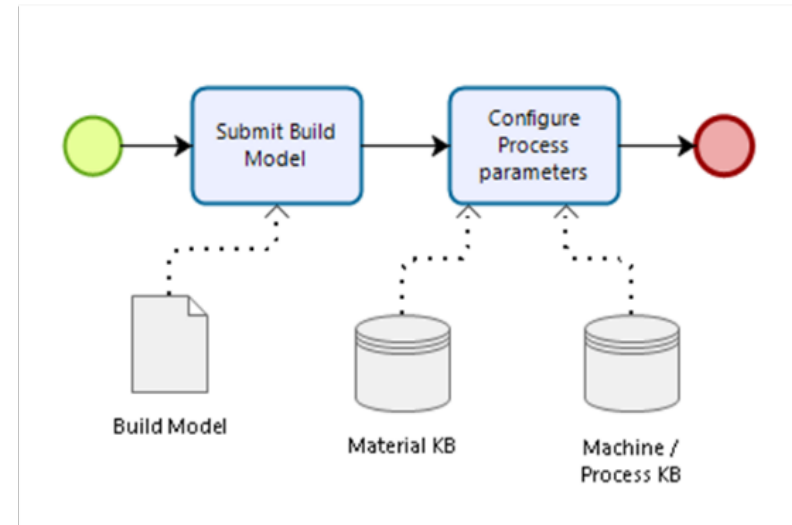 Submit Build
Model
Configure
Process
parameters
Build Model
Material KB
Machine /
Process KB